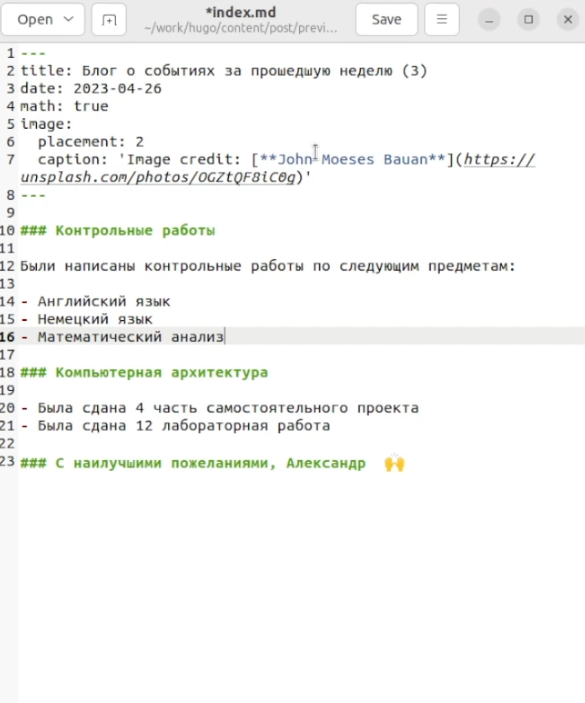 Open
*index.md
~/work/hugo/content/post/previ...
Save
1 ---
2 title: Блог о событиях за прошедшую неделю (3)
3 date: 2023-04-26
4 math: true
5 image:
6   placement: 2
7   caption: 'Image credit: [**John Moeses Bauan**](https://
unsplash.com/photos/OGZtQF8iC0g)'
8 ---
9
10 ### Контрольные работы
11
12 Были написаны контрольные работы по следующим предметам:
13
14 - Английский язык
15 - Немецкий язык
16 - Математический анализ
17
18 ### Компьютерная архитектура
19
20 - Была сдана 4 часть самостоятельного проекта
21 - Была сдана 12 лабораторная работа
22
23 ### С наилучшими пожеланиями, Александр 🙌